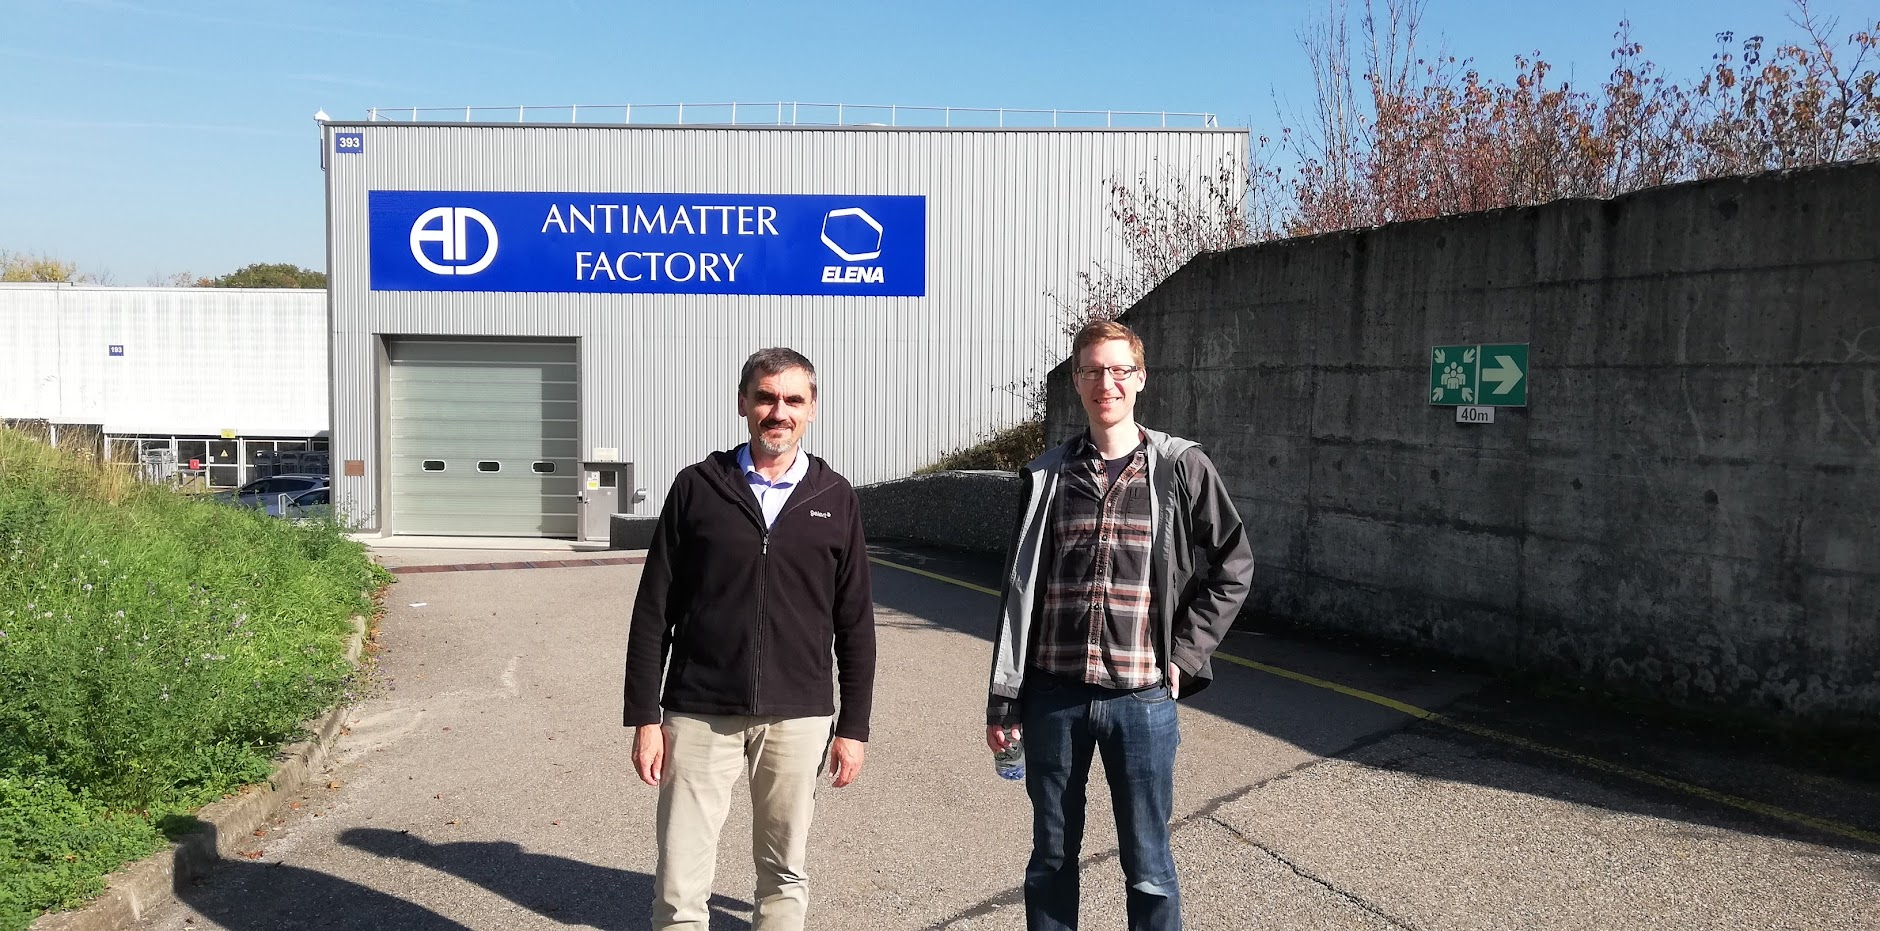 393
AD
ANTIMATTER
FACTORY
ELENA
193
40m